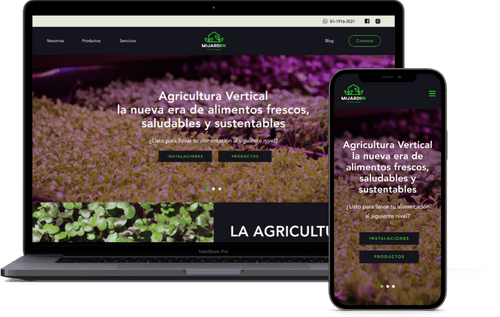 81-1916-2021
Nosotros Productos Servicios MIJARDIN Blog Contacto
Agricultura Vertical
la nueva era de alimentos frescos,
saludables y sustentables
¿Listo para llevar tu alimentación al siguiente nivel?
INSTALACIONES PRODUCTOS
LA AGRICULTU
MacBook Pro
MIJARDIN
Agricultura Vertical
la nueva era de
alimentos frescos,
saludables y
sustentables
¿Listo para llevar tu alimentación
al siguiente nivel?
INSTALACIONES
PRODUCTOS